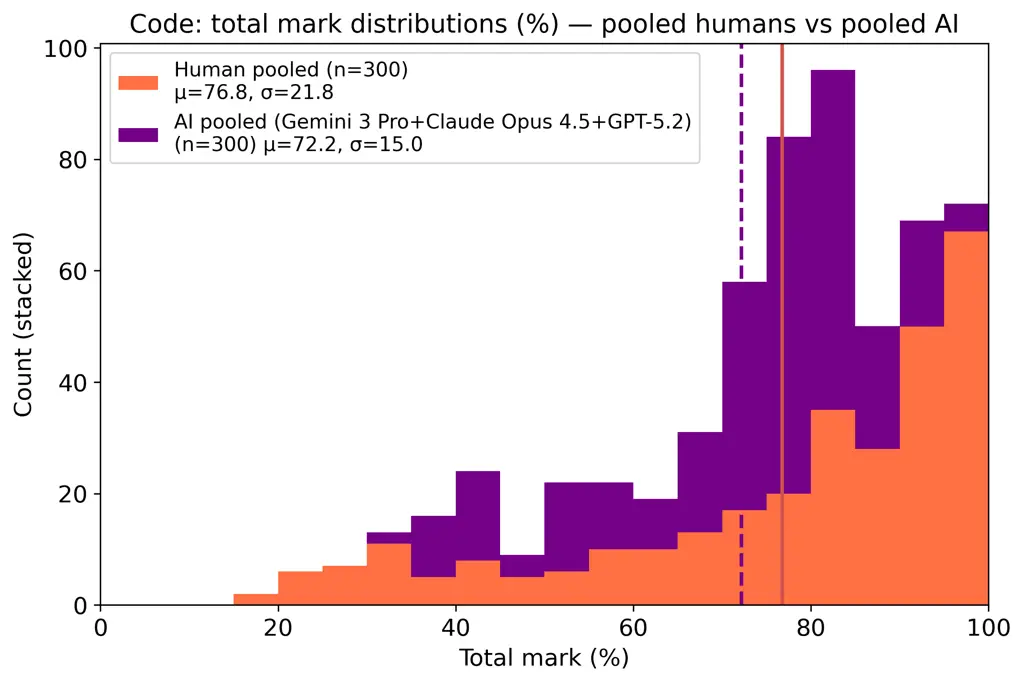 Code: total mark distributions (%) — pooled humans vs pooled AI
Human pooled (n=300)
μ=76.8, σ=21.8
AI pooled (Gemini 3 Pro+Claude Opus 4.5+GPT-5.2)
(n=300) μ=72.2, σ=15.0
Count (stacked)
100
80
60
40
20
0
0 20 40 60 80 100
Total mark (%)